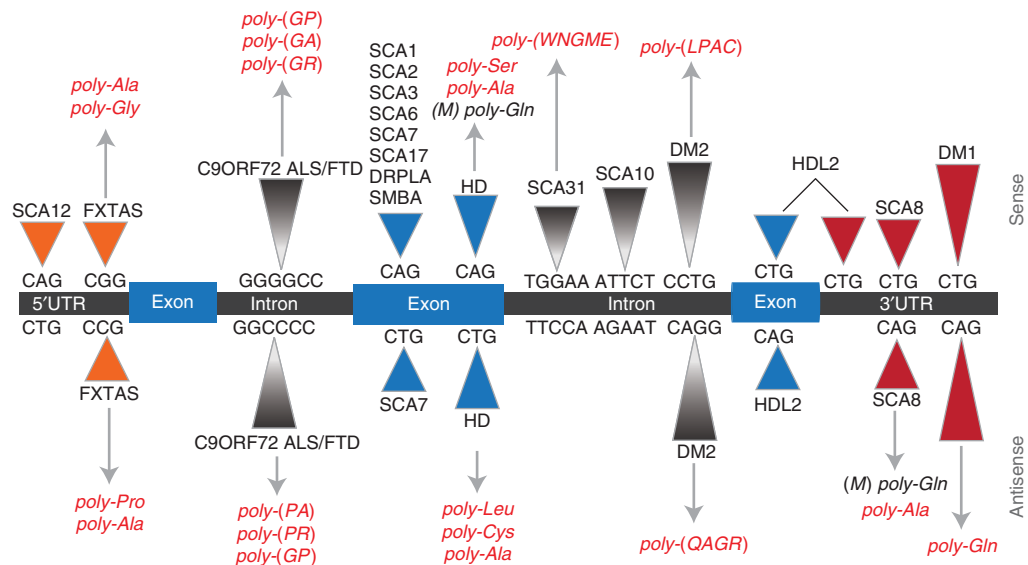 poly-(GP)
poly-(GA)
poly-(GR)
poly-Ala
poly-Gly
SCA1
SCA2
SCA3
SCA6
SCA7
SCA17
DRPLA
SMBA
poly-Ser
poly-Ala
(M) poly-Gln
poly-(WNGME)
poly-(LPAC)
SCA12
FXTAS
C9ORF72 ALS/FTD
HD
SCA31
SCA10
DM2
HDL2
SCA8
DM1
Sense
CAG
CGG
GGGGCC
CAG
CAG
TGGAA
ATTCT
CCTG
CTG
CTG
CTG
CTG
5′UTR
Exon
Intron
Exon
Intron
Exon
3′UTR
CTG
CCG
GGCCCC
CTG
CTG
TTCCA
AGAAT
CAGG
CAG
CAG
CAG
FXTAS
C9ORF72 ALS/FTD
SCA7
HD
DM2
HDL2
SCA8
Antisense
poly-Pro
poly-Ala
poly-(PA)
poly-(PR)
poly-(GP)
poly-Leu
poly-Cys
poly-Ala
poly-(QAGR)
(M) poly-Gln
poly-Ala
poly-Gln